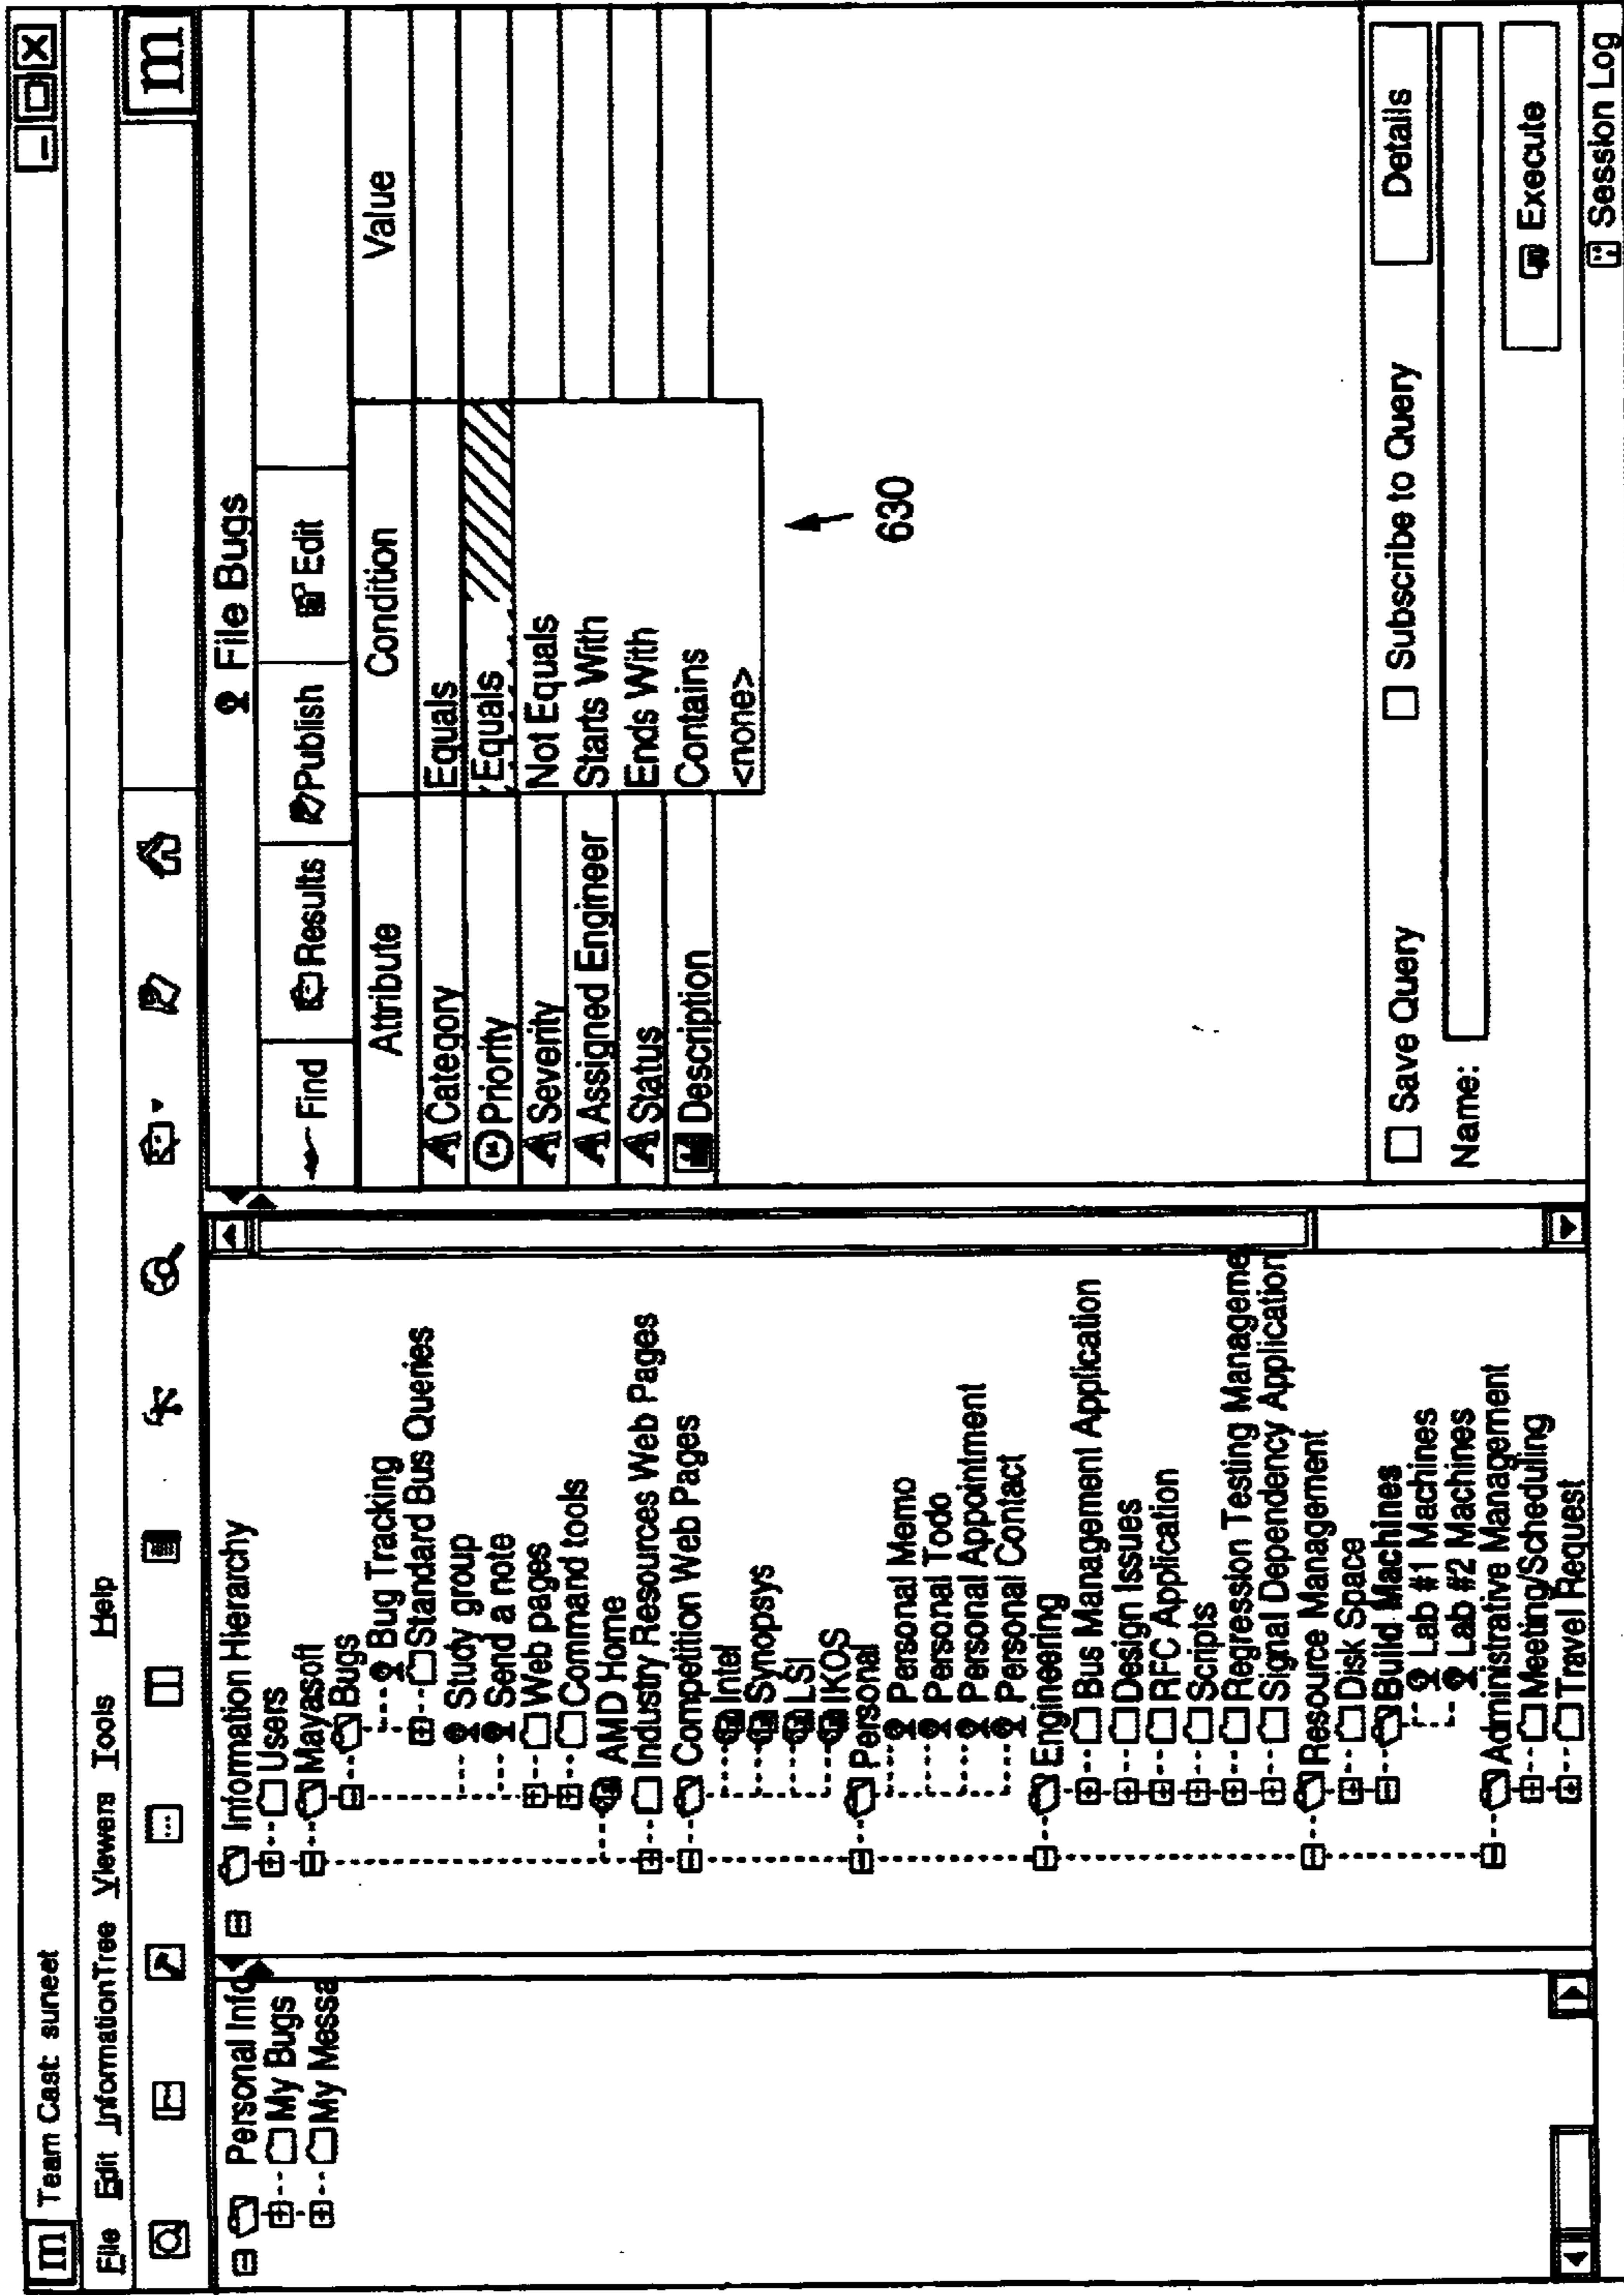 m Team Cast: suneet
File Edit InformationTree Viewers Tools Help
m
Personal Info
My Bugs
My Messa
Information Hierarchy
Users
Mayasoft
Bugs
Bug Tracking
Standard Bus Queries
Study group
Send a note
Web pages
Command tools
AMD Home
Industry Resources Web Pages
Competition Web Pages
Intel
Synopsys
LSI
IKOS
Personal
Personal Memo
Personal Todo
Personal Appointment
Personal Contact
Engineering
Bus Management Application
Design Issues
RFC Application
Scripts
Regression Testing Manageme
Signal Dependency Application
Resource Management
Disk Space
Build Machines
Lab #1 Machines
Lab #2 Machines
Administrative Management
Meeting/Scheduling
Travel Request
File Bugs
Find Results Publish Edit
Attribute Condition Value
Category Equals
Priority Equals
Severity Not Equals
Assigned Engineer Starts With
Status Ends With
Description Contains
<none>
630
Save Query Subscribe to Query Details
Name:
Execute
Session Log